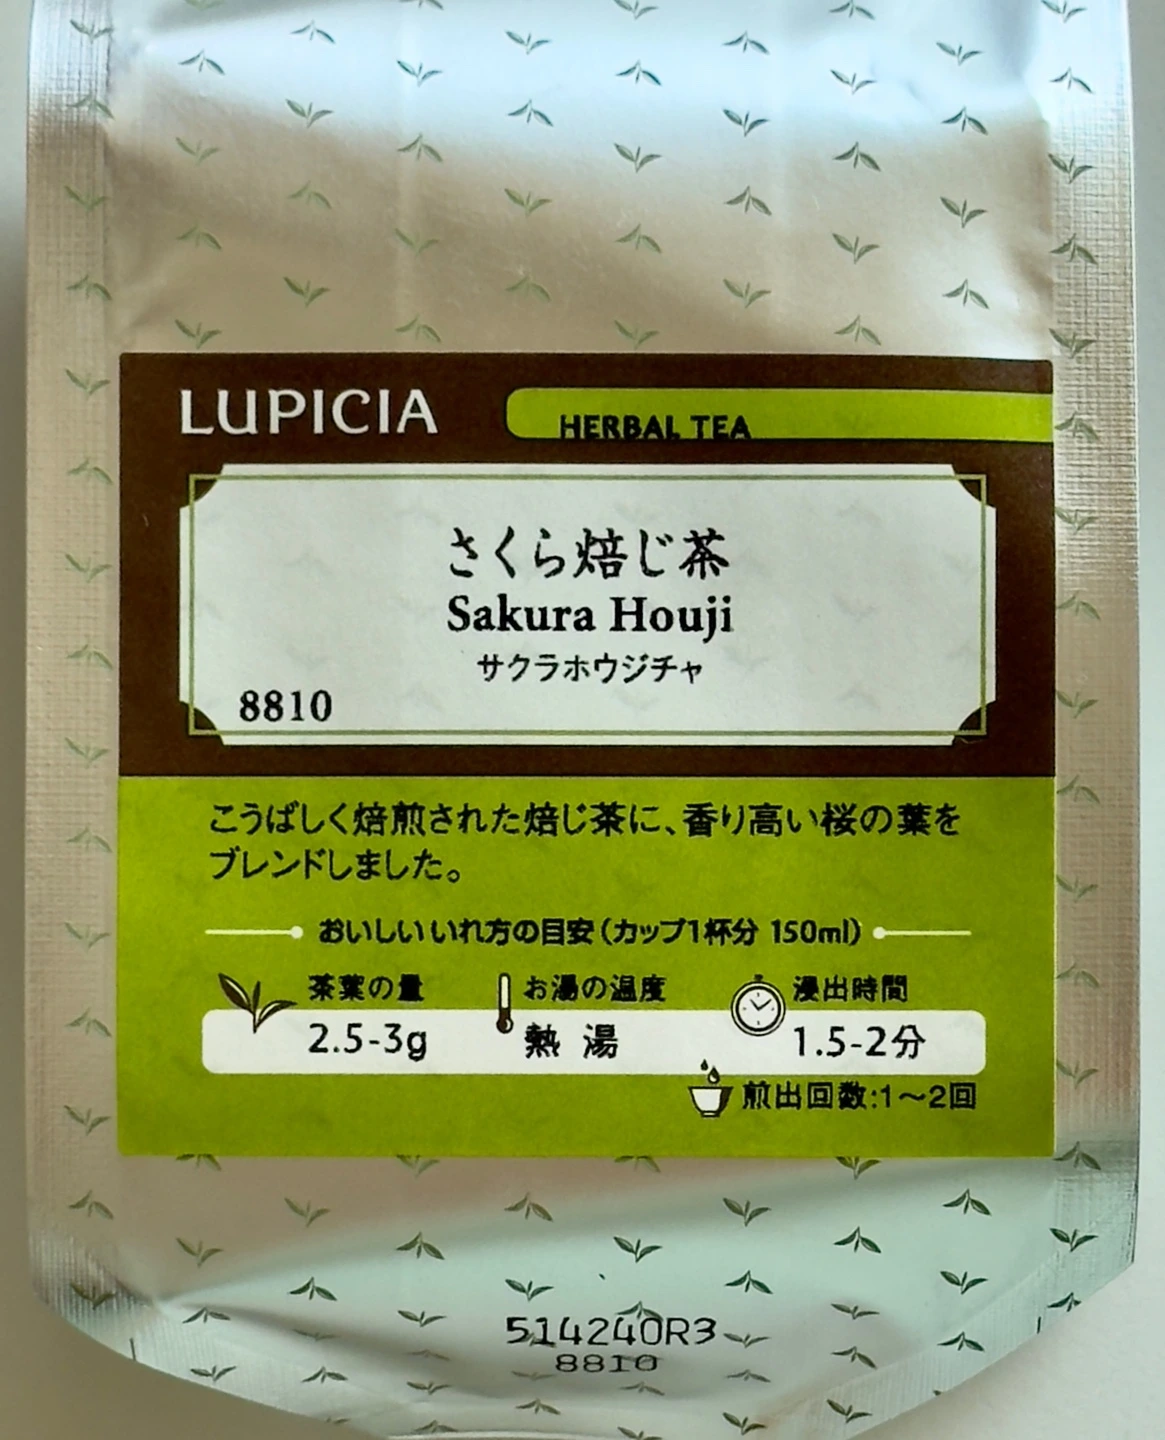 LUPICIA
HERBAL TEA
さくら焙じ茶
Sakura Houji
サクラホウジチャ
8810
こうばしく焙煎された焙じ茶に、香り高い桜の葉を
ブレンドしました。
おいしいいれ方の目安(カップ1杯分 150ml)
茶葉の量 お湯の温度 浸出時間
2.5-3g 熱 湯 1.5-2分
煎出回数:1〜2回
514240R3
8810